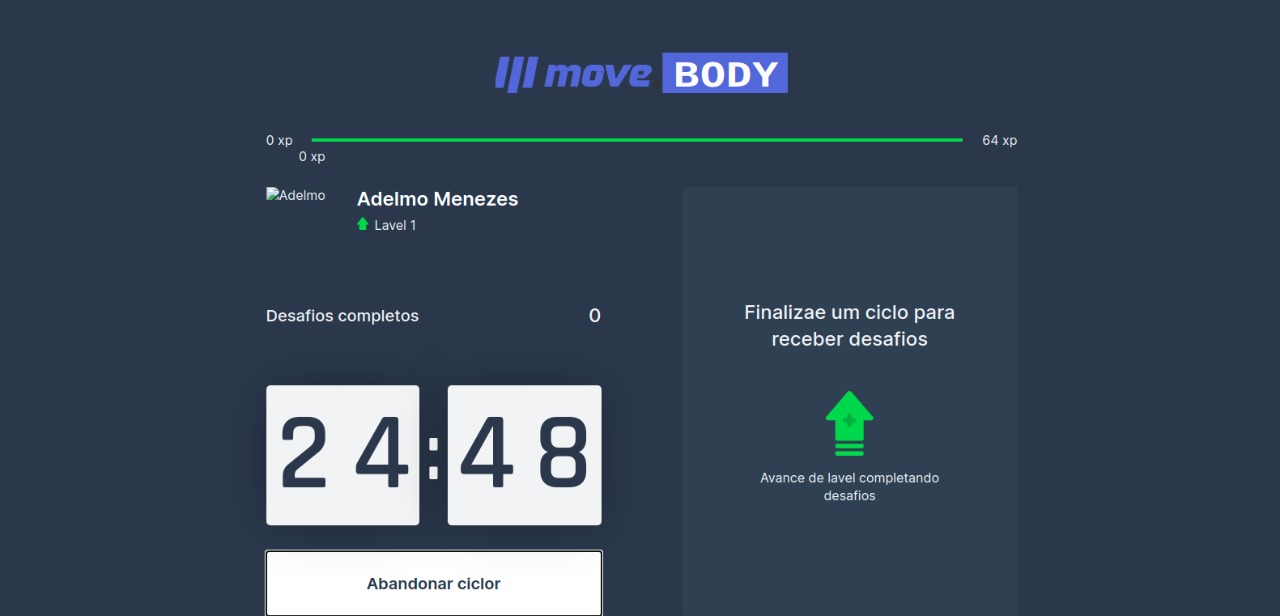 move BODY
0 xp
64 xp
0 xp
Adelmo
Adelmo Menezes
Lavel 1
Desafios completos 0
24:48
Abandonar ciclor
Finalizae um ciclo para
receber desafios
Avance de lavel completando
desafios